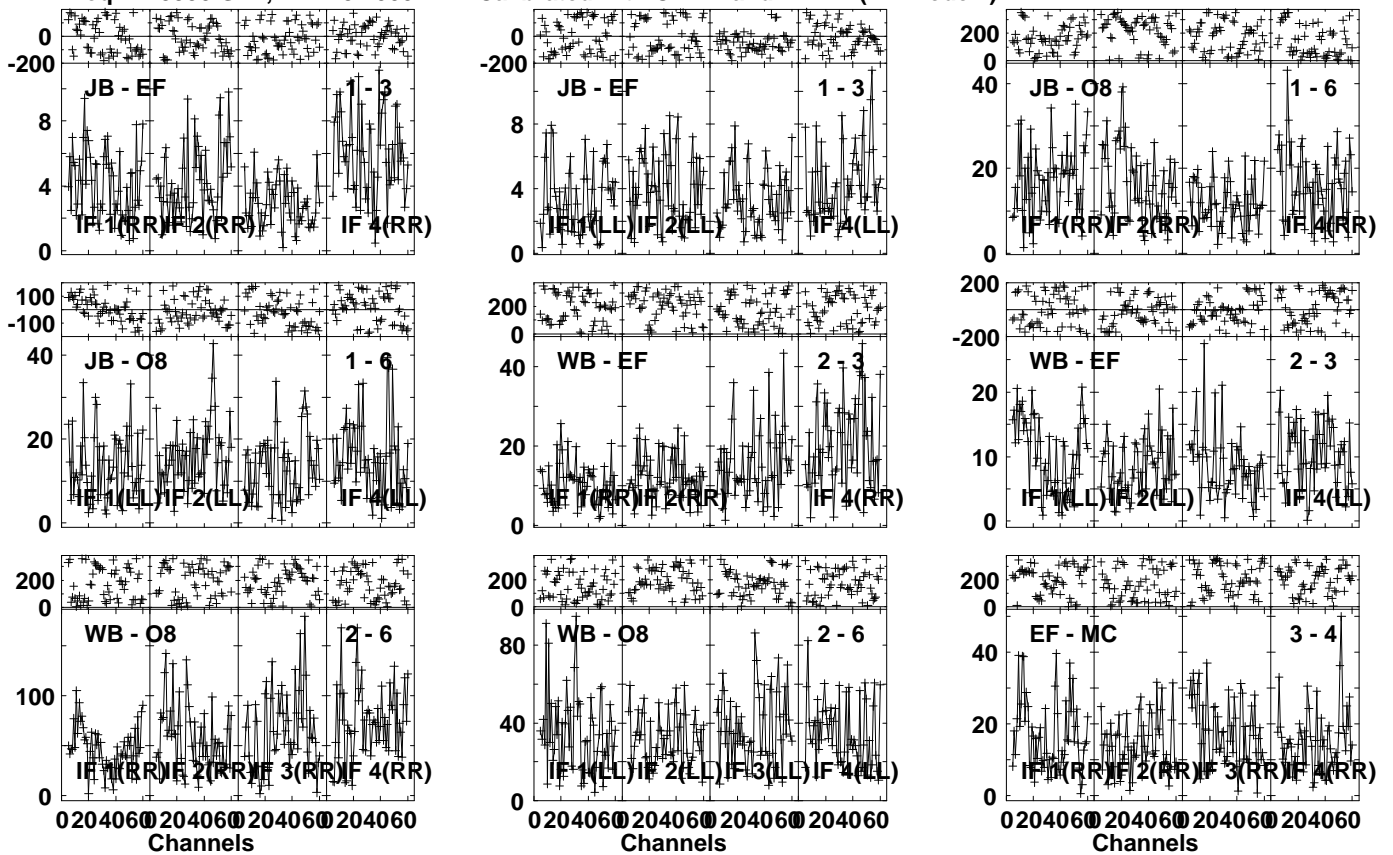 0 0 200
-200 -200 0
JB - EF 1 - 3 JB - EF 1 - 3 JB - O8 1 - 6
8 8 40
4 4 20
IF 1(RR) IF 2(RR) IF 4(RR) IF 1(LL) IF 2(LL) IF 4(LL) IF 1(RR) IF 2(RR) IF 4(RR)
0 0 0
100 200 200
-100 0 -200
JB - O8 1 - 6 WB - EF 2 - 3 WB - EF 2 - 3
40 40 20
20 20 10
IF 1(LL) IF 2(LL) IF 4(LL) IF 1(RR) IF 2(RR) IF 4(RR) IF 1(LL) IF 2(LL) IF 4(LL)
0 0 0
200 200 200
0 0 0
WB - O8 2 - 6 WB - O8 2 - 6 EF - MC 3 - 4
100 80 40
40 20
IF 1(RR) IF 2(RR) IF 3(RR) IF 4(RR) IF 1(LL) IF 2(LL) IF 3(LL) IF 4(LL) IF 1(RR) IF 2(RR) IF 3(RR) IF 4(RR)
0 0 0
0 20 40 60 0 20 40 60 0 20 40 60 0 20 40 60 0 20 40 60 0 20 40 60 0 20 40 60 0 20 40 60 0 20 40 60 0 20 40 60 0 20 40 60 0 20 40 60
Channels Channels Channels